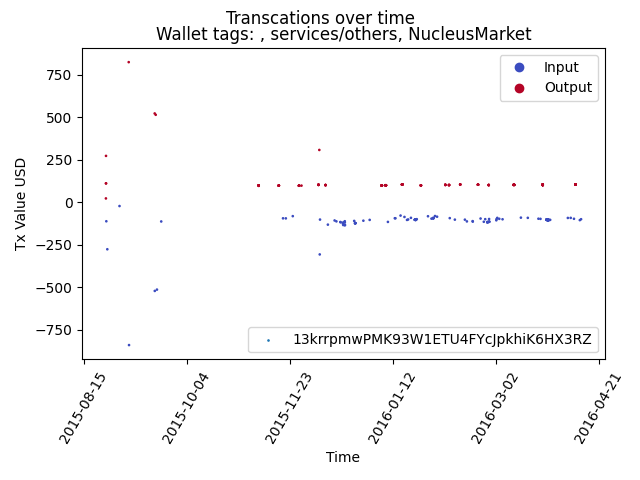 Transcations over time
Wallet tags: , services/others, NucleusMarket
Input
Output
750
500
250
0
−250
−500
−750
Tx Value USD
13krrpmwPMK93W1ETU4FYcJpkhiK6HX3RZ
2015-08-15
2015-10-04
2015-11-23
2016-01-12
2016-03-02
2016-04-21
Time